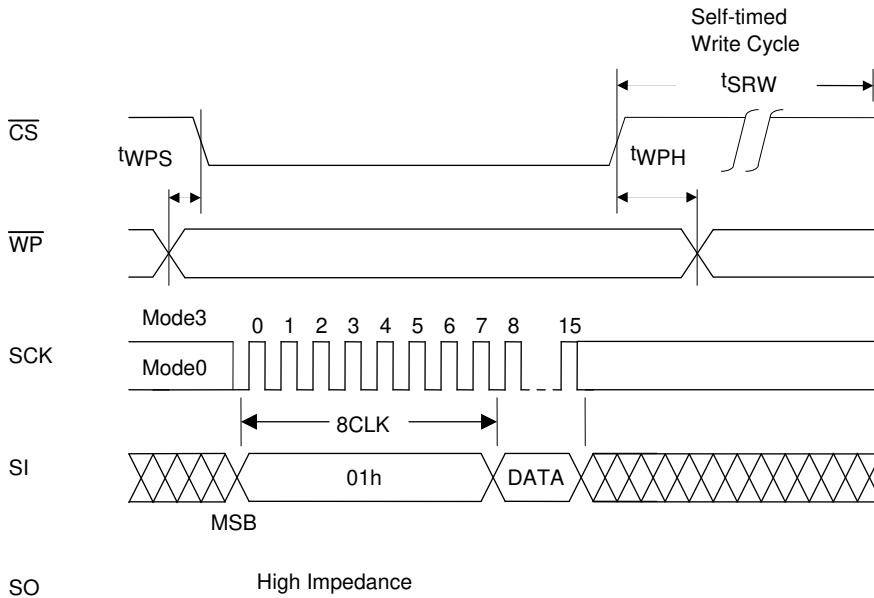 Self-timed
Write Cycle
tSRW
CS
tWPS
tWPH
WP
Mode3
0 1 2 3 4 5 6 7 8 15
SCK
Mode0
8CLK
SI
01h
DATA
MSB
SO
High Impedance